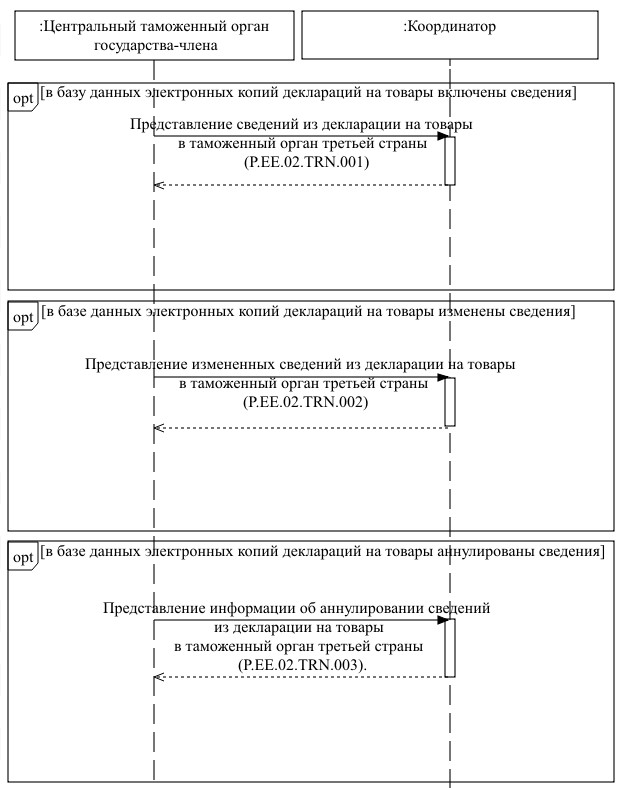 :Центральный таможенный орган
государства-члена
:Координатор
opt
[в базу данных электронных копий деклараций на товары включены сведения]
Представление сведений из декларации на товары
в таможенный орган третьей страны
(P.EE.02.TRN.001)
opt
[в базе данных электронных копий деклараций на товары изменены сведения]
Представление измененных сведений из декларации на товары
в таможенный орган третьей страны
(P.EE.02.TRN.002)
opt
[в базе данных электронных копий деклараций на товары аннулированы сведения]
Представление информации об аннулировании сведений
из декларации на товары
в таможенный орган третьей страны
(P.EE.02.TRN.003).